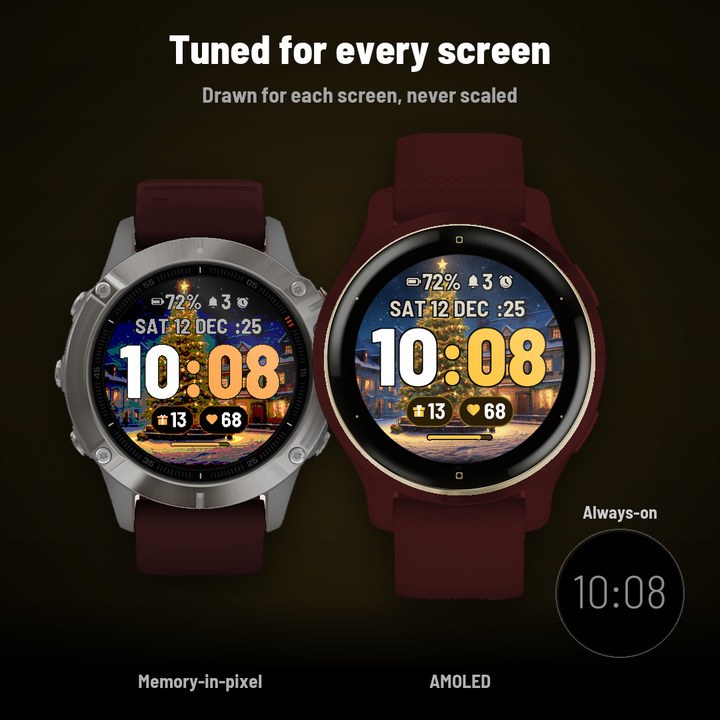 Tuned for every screen
Drawn for each screen, never scaled
72% 3
SAT 12 DEC :25
10:08
13 68
72% 3
SAT 12 DEC :25
10:08
13 68
Always-on
10:08
Memory-in-pixel
AMOLED